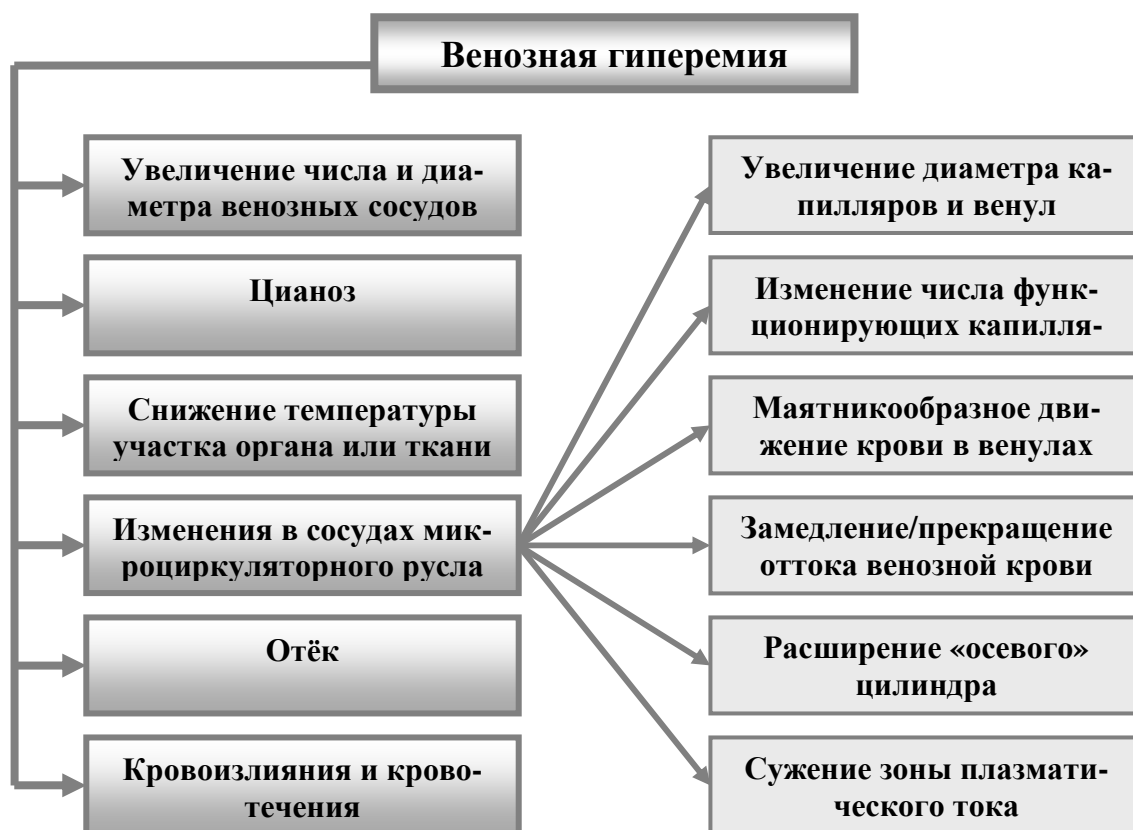 Венозная гиперемия
Увеличение числа и диа-
метра венозных сосудов
Цианоз
Снижение температуры
участка органа или ткани
Изменения в сосудах мик-
роциркуляторного русла
Отёк
Кровоизлияния и крово-
течения
Увеличение диаметра ка-
пилляров и венул
Изменение числа функ-
ционирующих капилля-
Маятникообразное дви-
жение крови в венулах
Замедление/прекращение
оттока венозной крови
Расширение «осевого»
цилиндра
Сужение зоны плазмати-
ческого тока